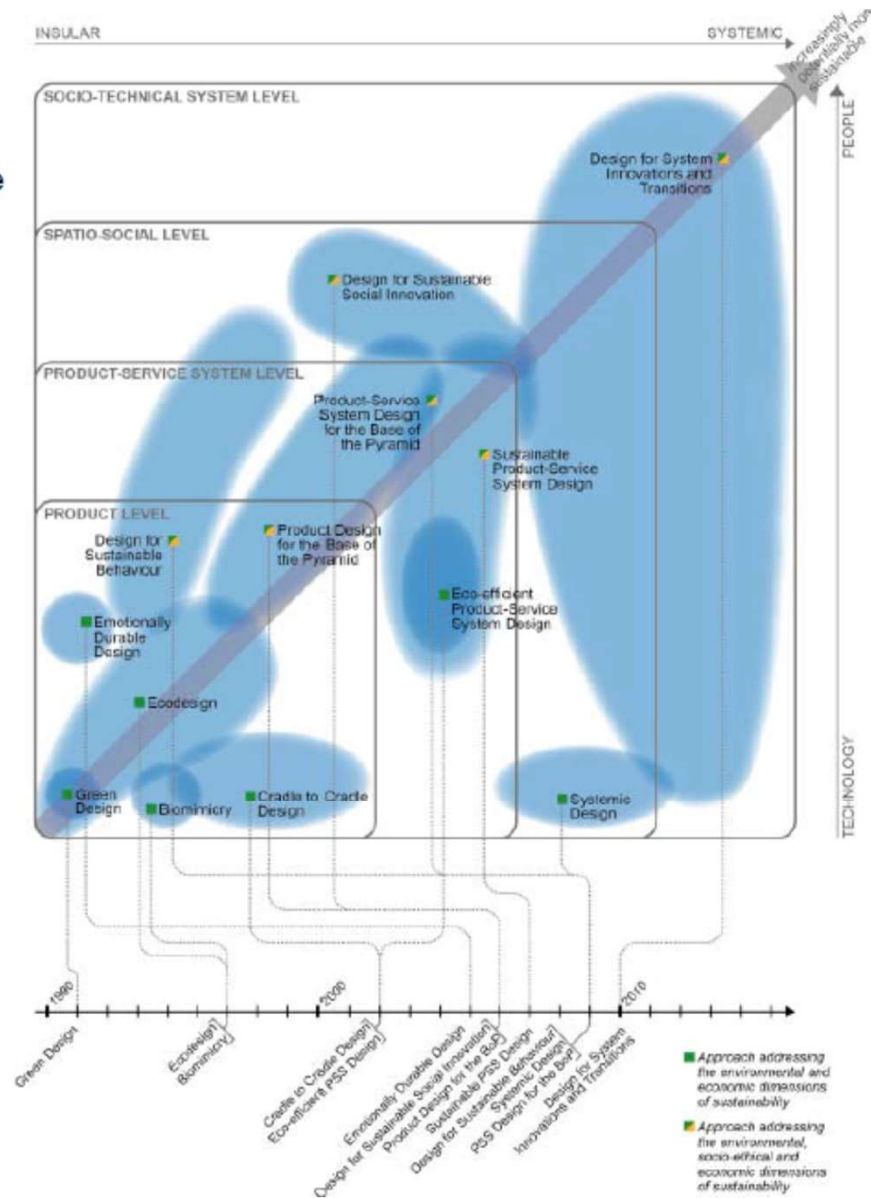 INSULAR
SYSTEMIC
Increasingly
potentially more
sustainable
SOCIO-TECHNICAL SYSTEM LEVEL
PEOPLE
Design for System
Innovations and
Transitions
e
SPATIO-SOCIAL LEVEL
Design for Sustainable
Social Innovation
PRODUCT-SERVICE SYSTEM LEVEL
Product-Service
System Design
for the Base of
the Pyramid
Sustainable
Product-Service
System Design
PRODUCT LEVEL
Design for
Sustainable
Behaviour
Product Design
for the Base of
the Pyramid
Eco-efficient
Product-Service
System Design
Emotionally
Durable
Design
Ecodesign
Green
Design
Biomimicry
Cradle to Cradle
Design
Systemic
Design
TECHNOLOGY
1990
2000
2010
Green Design
Ecodesign
Biomimicry
Cradle to Cradle Design
Eco-efficient PSS Design
Emotionally Durable Design
Design for Sustainable Social Innovation
Product Design for the BoP
Sustainable PSS Design
Design for Sustainable Behaviour
Systemic Design
PSS Design for the BoP
Design for System
Innovations and Transitions
Approach addressing
the environmental and
economic dimensions
of sustainability
Approach addressing
the environmental,
socio-ethical and
economic dimensions
of sustainability